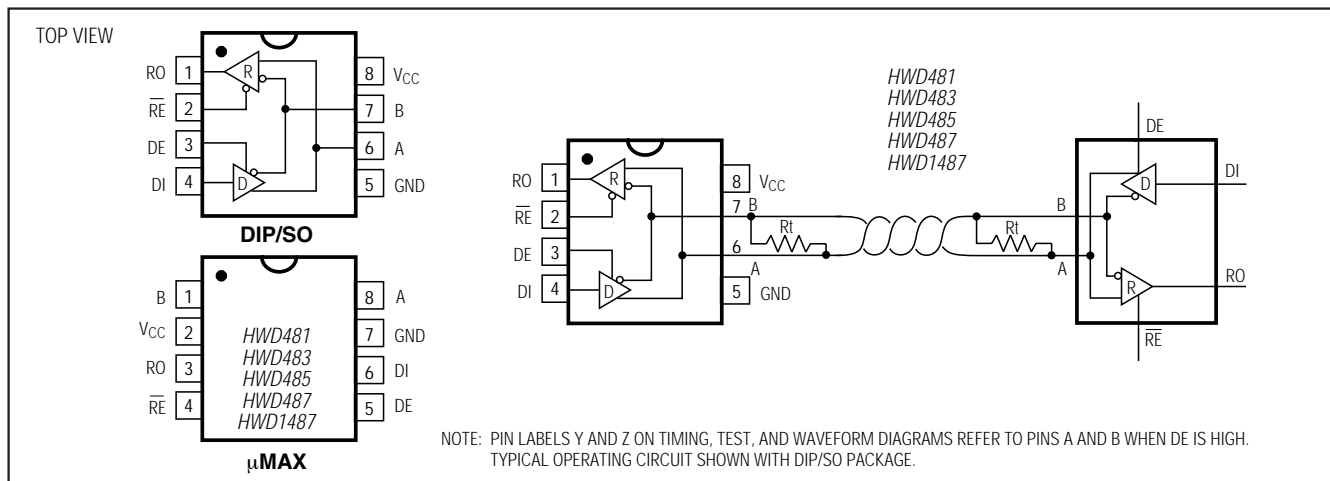 TOP VIEW
RO 1
RE 2
DE 3
DI 4
R
D
8 VCC
7 B
6 A
5 GND
DIP/SO
B 1
VCC 2
RO 3
RE 4
HWD481
HWD483
HWD485
HWD487
HWD1487
8 A
7 GND
6 DI
5 DE
μMAX
HWD481
HWD483
HWD485
HWD487
HWD1487
RO 1
RE 2
DE 3
DI 4
R
D
8 VCC
7 B
6
A
5 GND
Rt
Rt
B
A
DE
D
DI
R
RO
RE
NOTE: PIN LABELS Y AND Z ON TIMING, TEST, AND WAVEFORM DIAGRAMS REFER TO PINS A AND B WHEN DE IS HIGH.
TYPICAL OPERATING CIRCUIT SHOWN WITH DIP/SO PACKAGE.